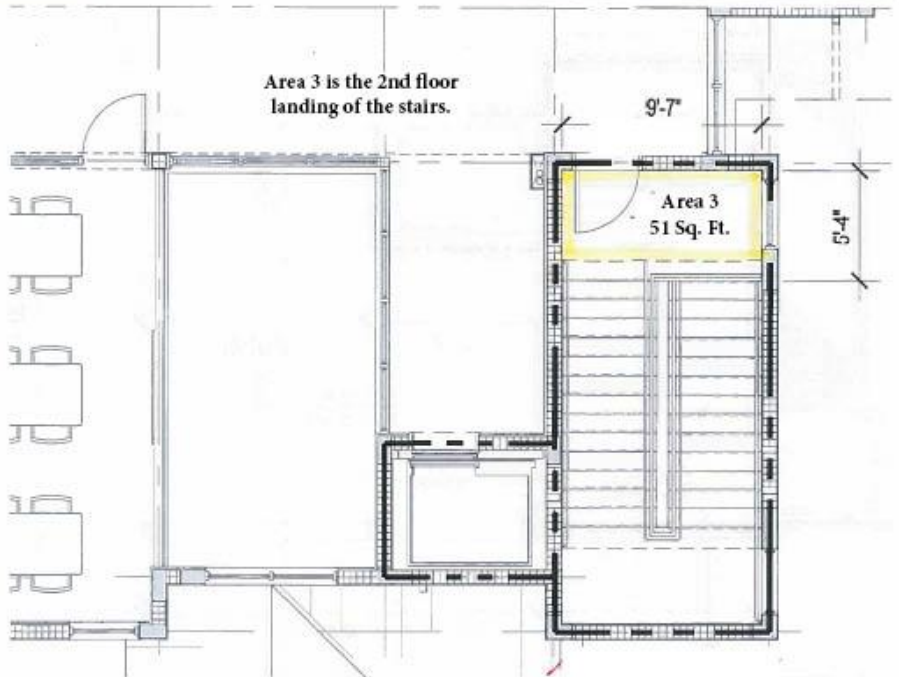 Area 3 is the 2nd floor
landing of the stairs.
9'-7"
Area 3
51 Sq. Ft.
5'-4"